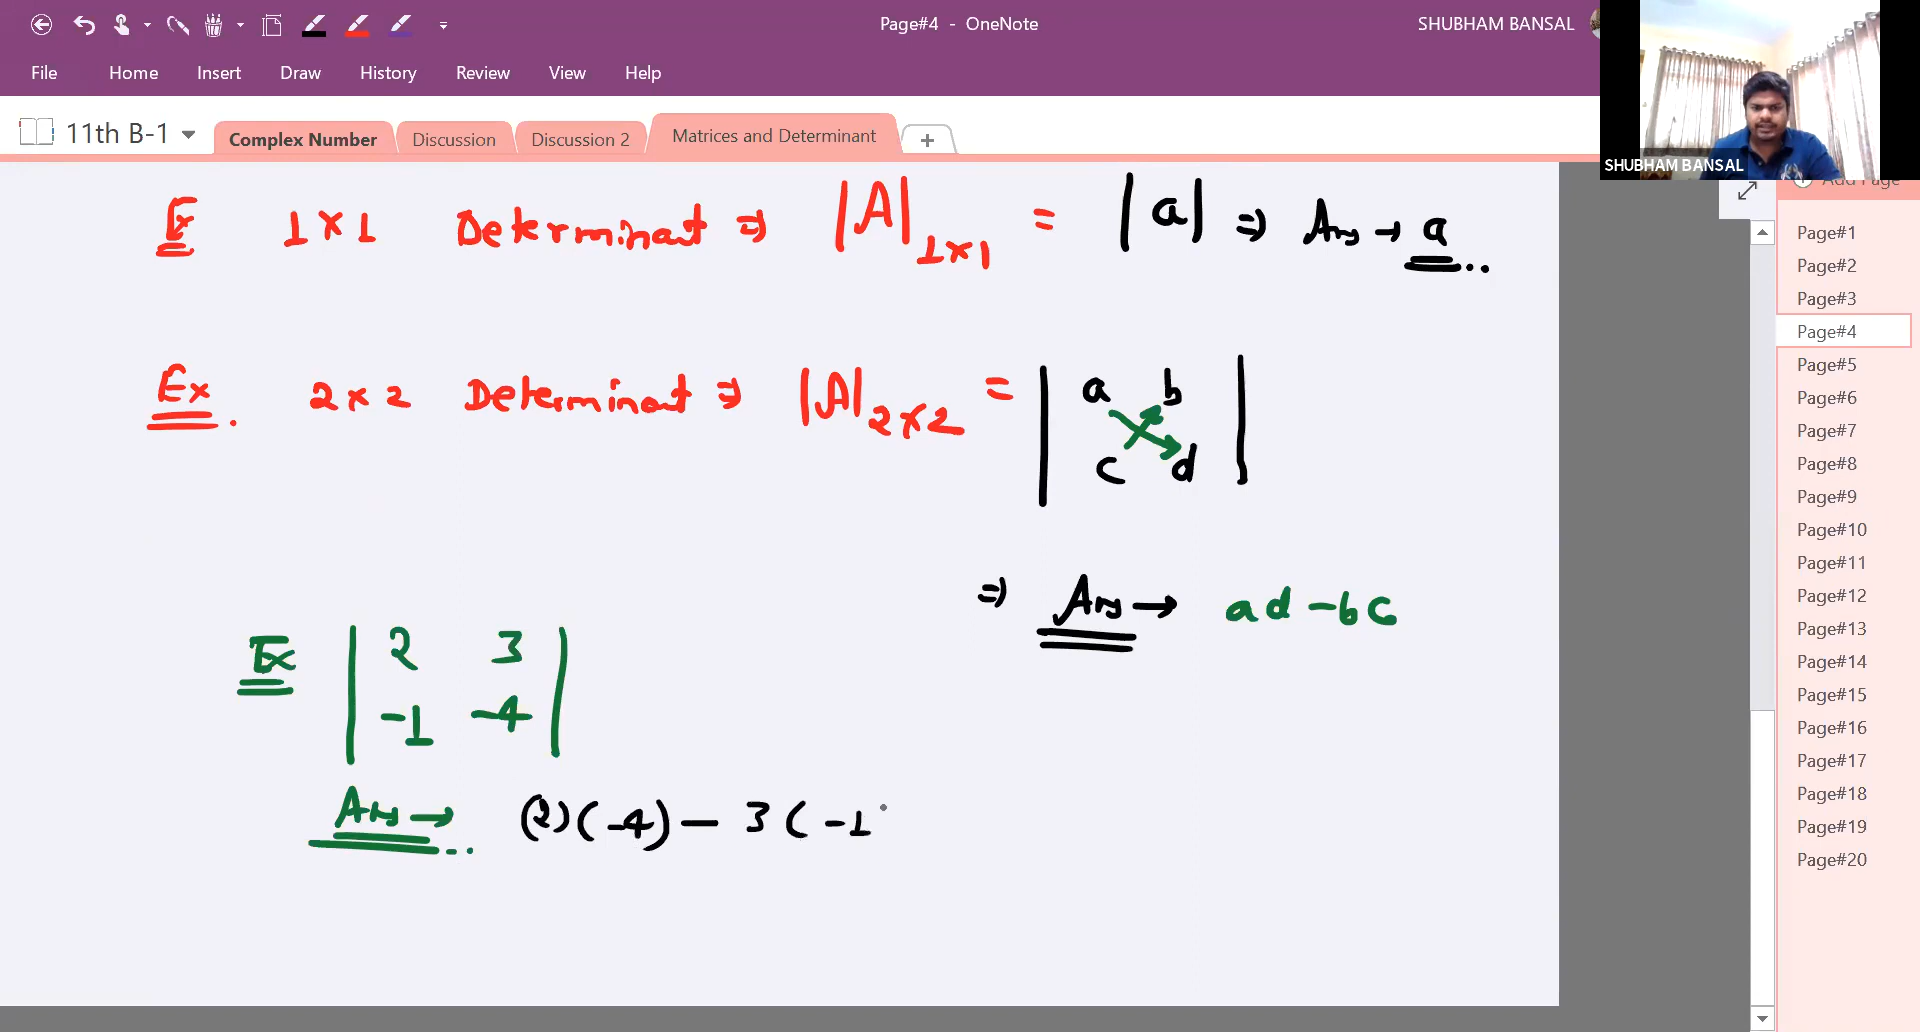 Page#4 - OneNote
SHUBHAM BANSAL
File Home Insert Draw History Review View Help
11th B-1
Complex Number Discussion Discussion 2 Matrices and Determinant +
SHUBHAM BANSAL
Add Page
Page#1
Page#2
Page#3
Page#4
Page#5
Page#6
Page#7
Page#8
Page#9
Page#10
Page#11
Page#12
Page#13
Page#14
Page#15
Page#16
Page#17
Page#18
Page#19
Page#20
Ex 1×1 Determinant ⇒ |A|1×1 = |a| ⇒ Ans → a
Ex. 2×2 Determinant ⇒ |A|2×2 = | a b |
| c d |
⇒ Ans → ad - bc
Ex | 2 3 |
| -1 -4 |
Ans → (2)(-4) - 3(-1